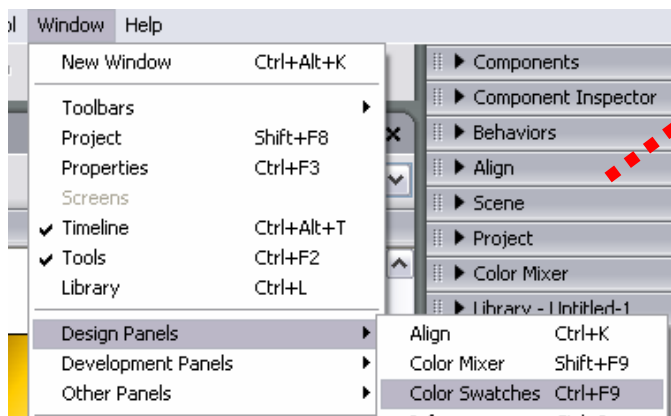 ol Window Help
New Window Ctrl+Alt+K
Toolbars
Project Shift+F8
Properties Ctrl+F3
Screens
Timeline Ctrl+Alt+T
Tools Ctrl+F2
Library Ctrl+L
Design Panels
Development Panels
Other Panels
Components
Component Inspector
Behaviors
Align
Scene
Project
Color Mixer
Library - Untitled-1
Align Ctrl+K
Color Mixer Shift+F9
Color Swatches Ctrl+F9